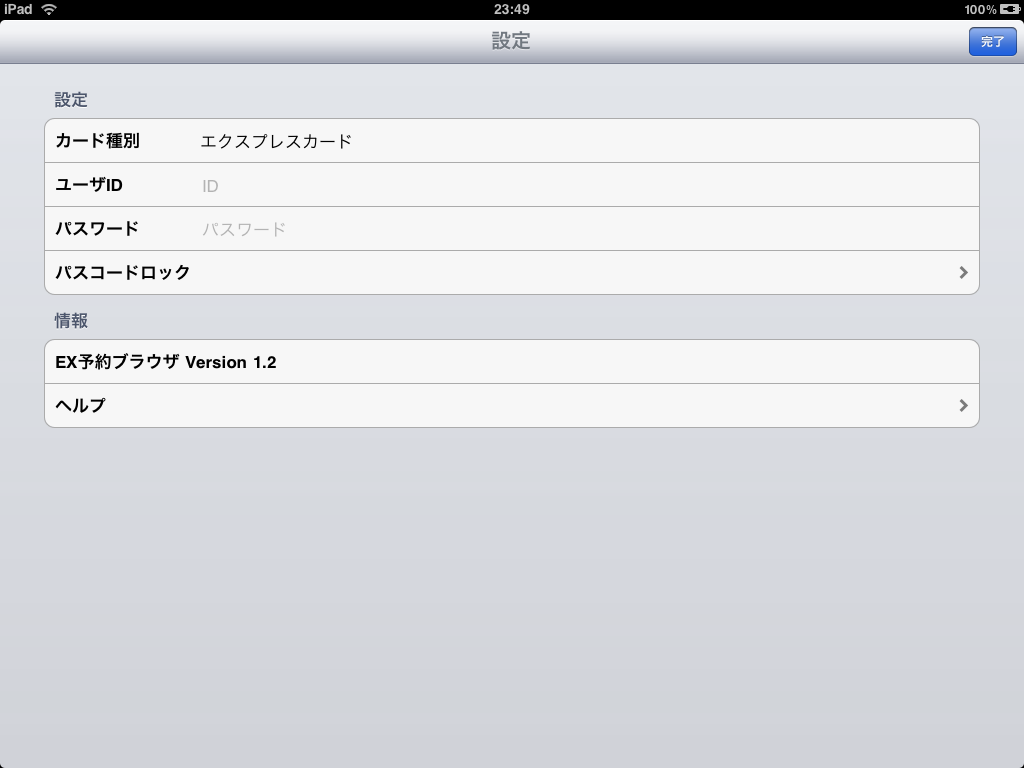 iPad 23:49 100%
設定 完了
設定
カード種別 エクスプレスカード
ユーザID ID
パスワード パスワード
パスコードロック
情報
EX予約ブラウザ Version 1.2
ヘルプ